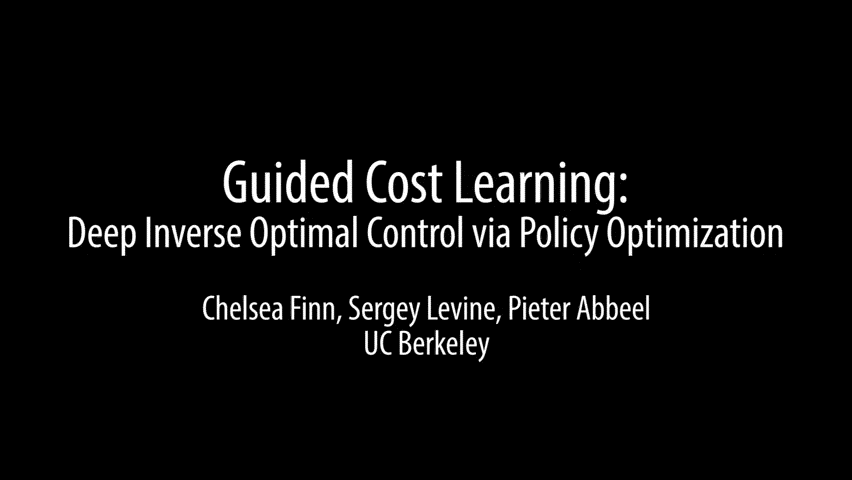 Guided Cost Learning:
Deep Inverse Optimal Control via Policy Optimization
Chelsea Finn, Sergey Levine, Pieter Abbeel
UC Berkeley